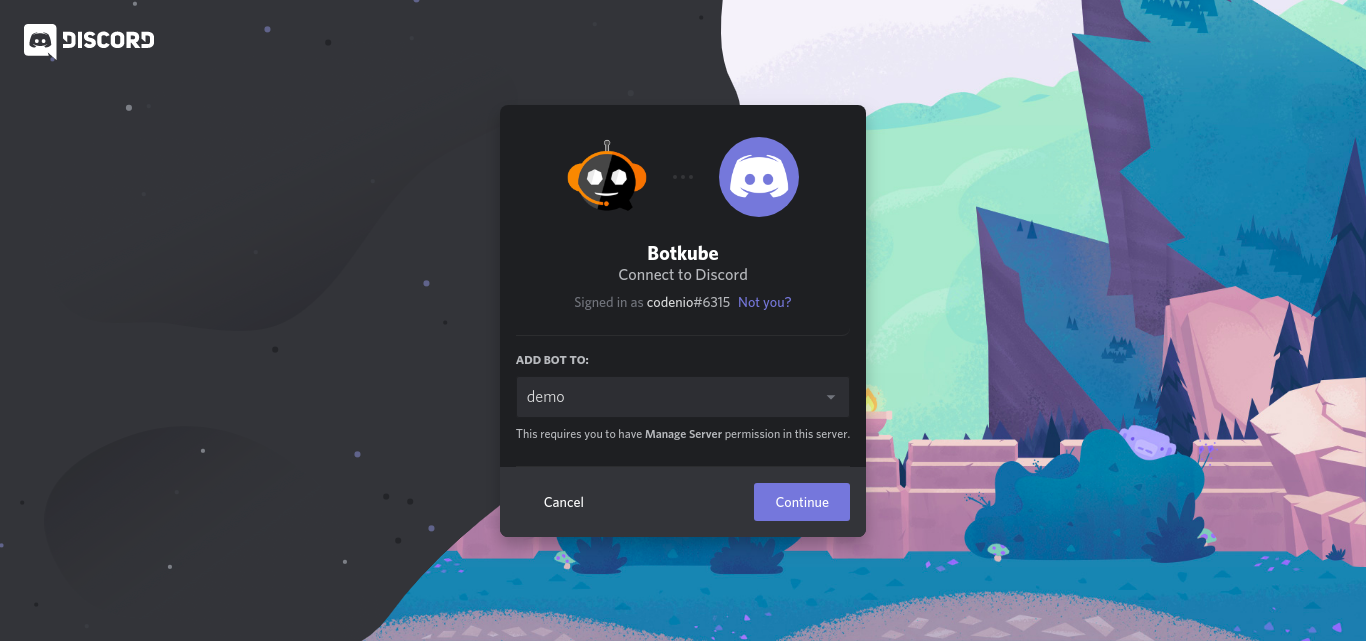 DISCORD
Botkube
Connect to Discord
Signed in as codenio#6315 Not you?
ADD BOT TO:
demo
This requires you to have Manage Server permission in this server.
Cancel
Continue